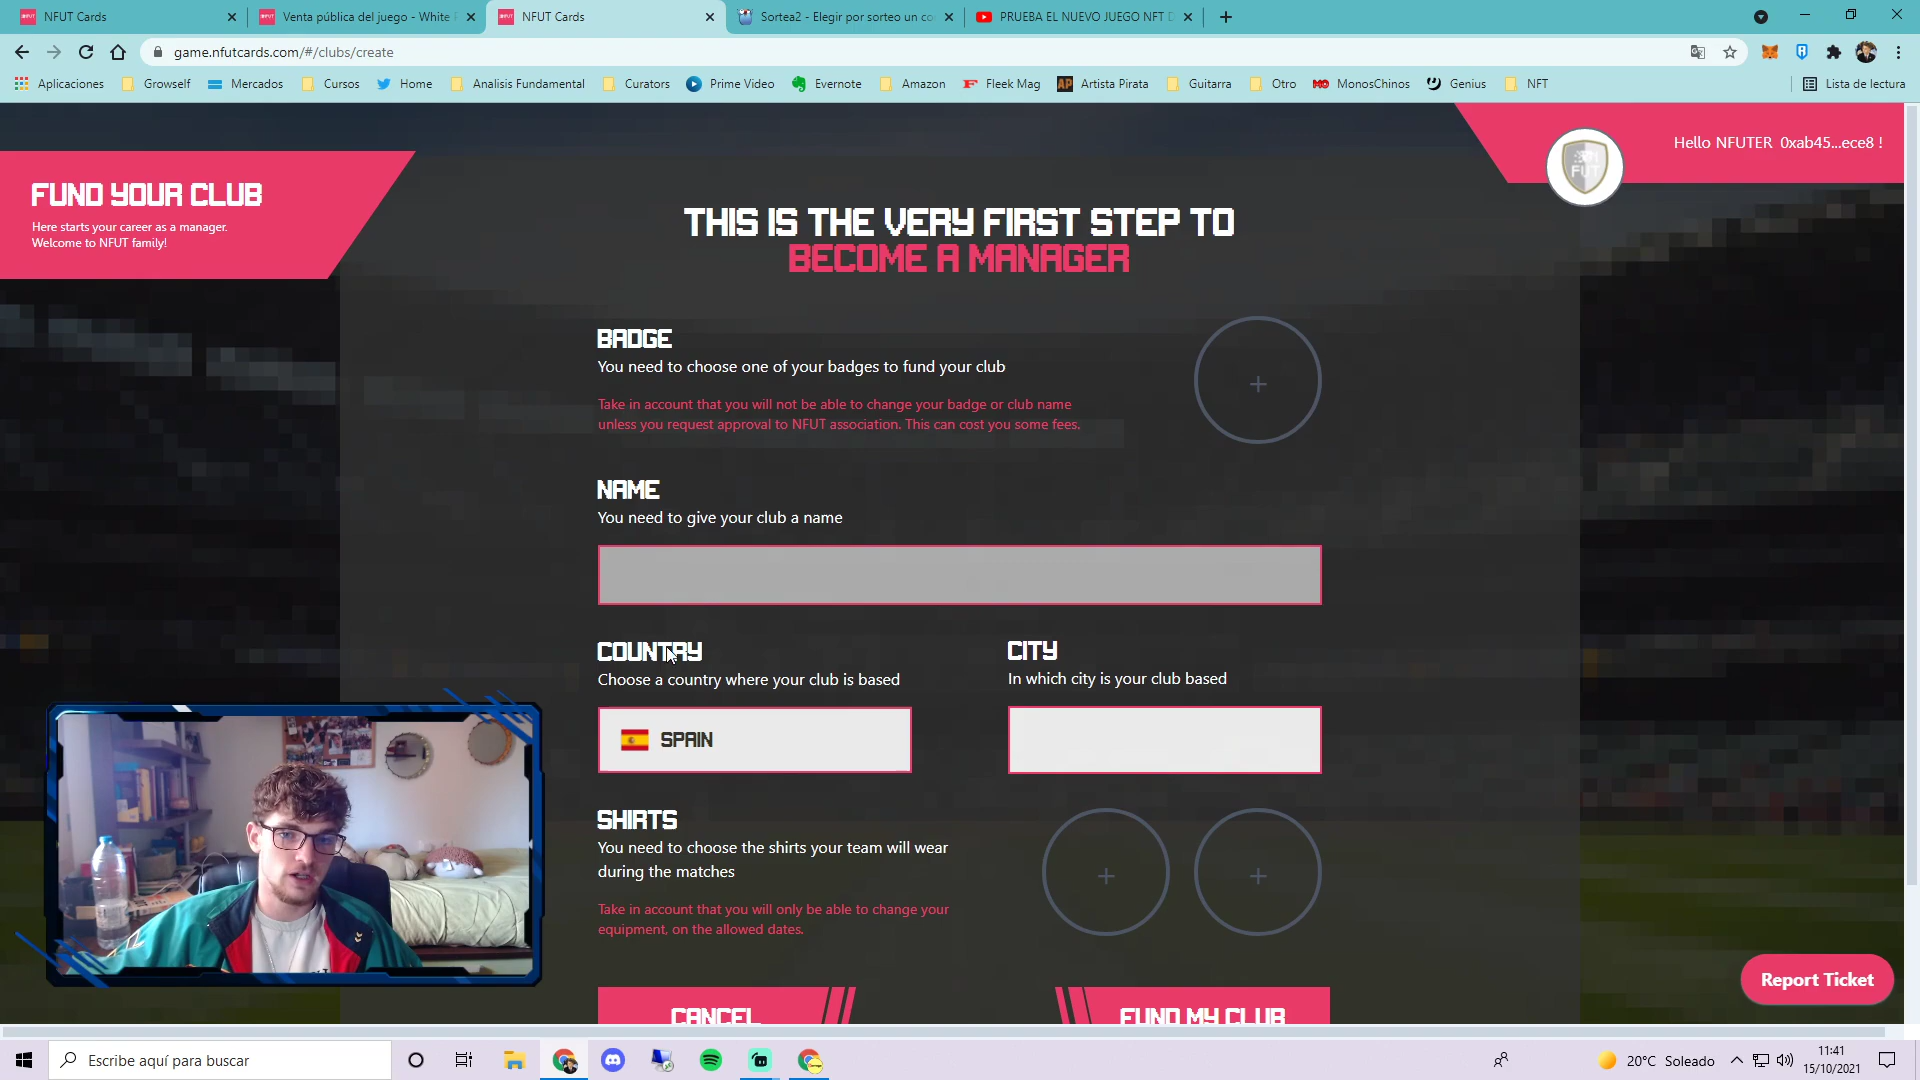 NFUT Cards
Venta pública del juego - White
NFUT Cards
Sortea2 - Elegir por sorteo un co
PRUEBA EL NUEVO JUEGO NFT
game.nfutcards.com/#/clubs/create
Aplicaciones
Growself
Mercados
Cursos
Home
Analisis Fundamental
Curators
Prime Video
Evernote
Amazon
Fleek Mag
Artista Pirata
Guitarra
Otro
MonosChinos
Genius
NFT
Lista de lectura
Hello NFUTER 0xab45...ece8 !
FUT
FUND YOUR CLUB
Here starts your career as a manager.
Welcome to NFUT family!
THIS IS THE VERY FIRST STEP TO
BECOME A MANAGER
BADGE
You need to choose one of your badges to fund your club
Take in account that you will not be able to change your badge or club name
unless you request approval to NFUT association. This can cost you some fees.
NAME
You need to give your club a name
COUNTRY
Choose a country where your club is based
SPAIN
CITY
In which city is your club based
SHIRTS
You need to choose the shirts your team will wear
during the matches
Take in account that you will only be able to change your
equipment, on the allowed dates.
CANCEL
FUND MY CLUB
Report Ticket
Escribe aquí para buscar
20°C Soleado
11:41
15/10/2021